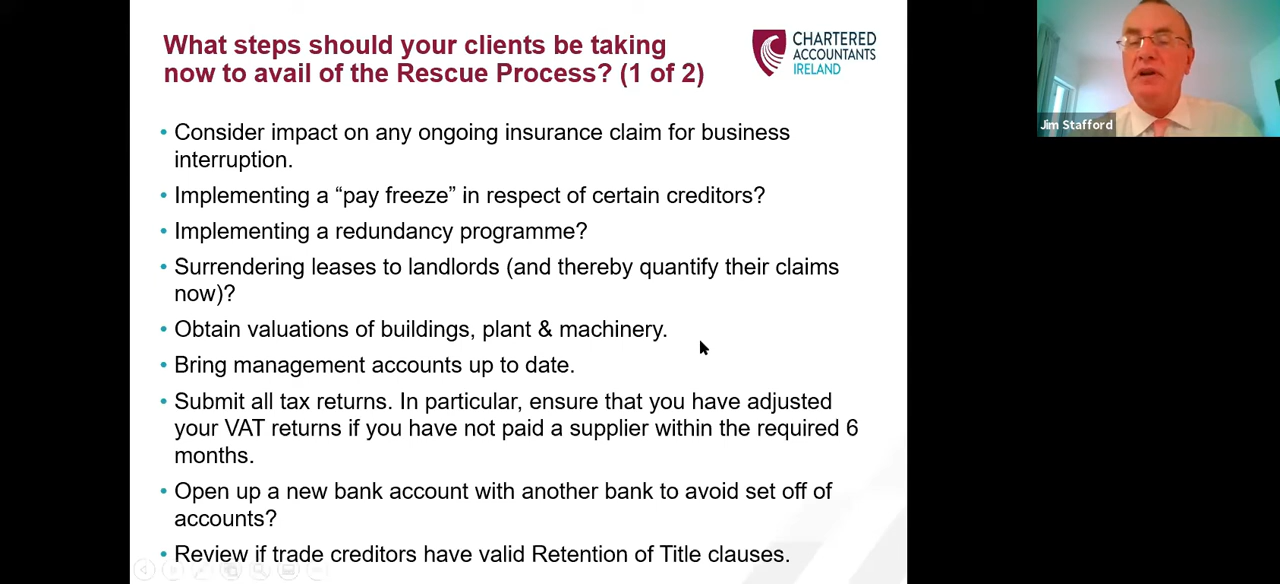 What steps should your clients be taking
now to avail of the Rescue Process? (1 of 2)
CHARTERED
ACCOUNTANTS
IRELAND
Jim Stafford
• Consider impact on any ongoing insurance claim for business
interruption.
• Implementing a “pay freeze” in respect of certain creditors?
• Implementing a redundancy programme?
• Surrendering leases to landlords (and thereby quantify their claims
now)?
• Obtain valuations of buildings, plant & machinery.
• Bring management accounts up to date.
• Submit all tax returns. In particular, ensure that you have adjusted
your VAT returns if you have not paid a supplier within the required 6
months.
• Open up a new bank account with another bank to avoid set off of
accounts?
• Review if trade creditors have valid Retention of Title clauses.